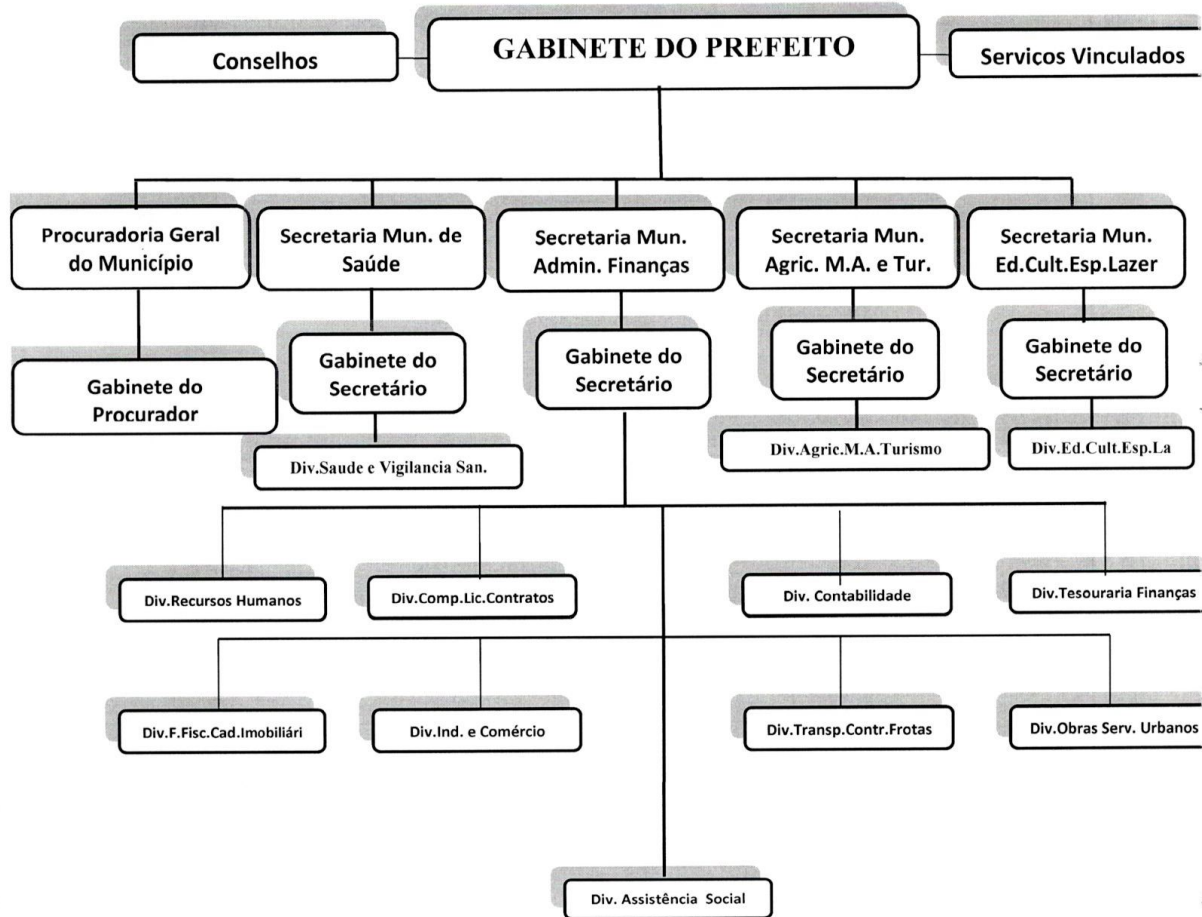 Conselhos
GABINETE DO PREFEITO
Serviços Vinculados
Procuradoria Geral
do Município
Secretaria Mun. de
Saúde
Secretaria Mun.
Admin. Finanças
Secretaria Mun.
Agric. M.A. e Tur.
Secretaria Mun.
Ed.Cult.Esp.Lazer
Gabinete do
Procurador
Gabinete do
Secretário
Gabinete do
Secretário
Gabinete do
Secretário
Gabinete do
Secretário
Div.Saude e Vigilancia San.
Div.Agric.M.A.Turismo
Div.Ed.Cult.Esp.La
Div.Recursos Humanos
Div.Comp.Lic.Contratos
Div. Contabilidade
Div.Tesouraria Finanças
Div.F.Fisc.Cad.Imobiliári
Div.Ind. e Comércio
Div.Transp.Contr.Frotas
Div.Obras Serv. Urbanos
Div. Assistência Social